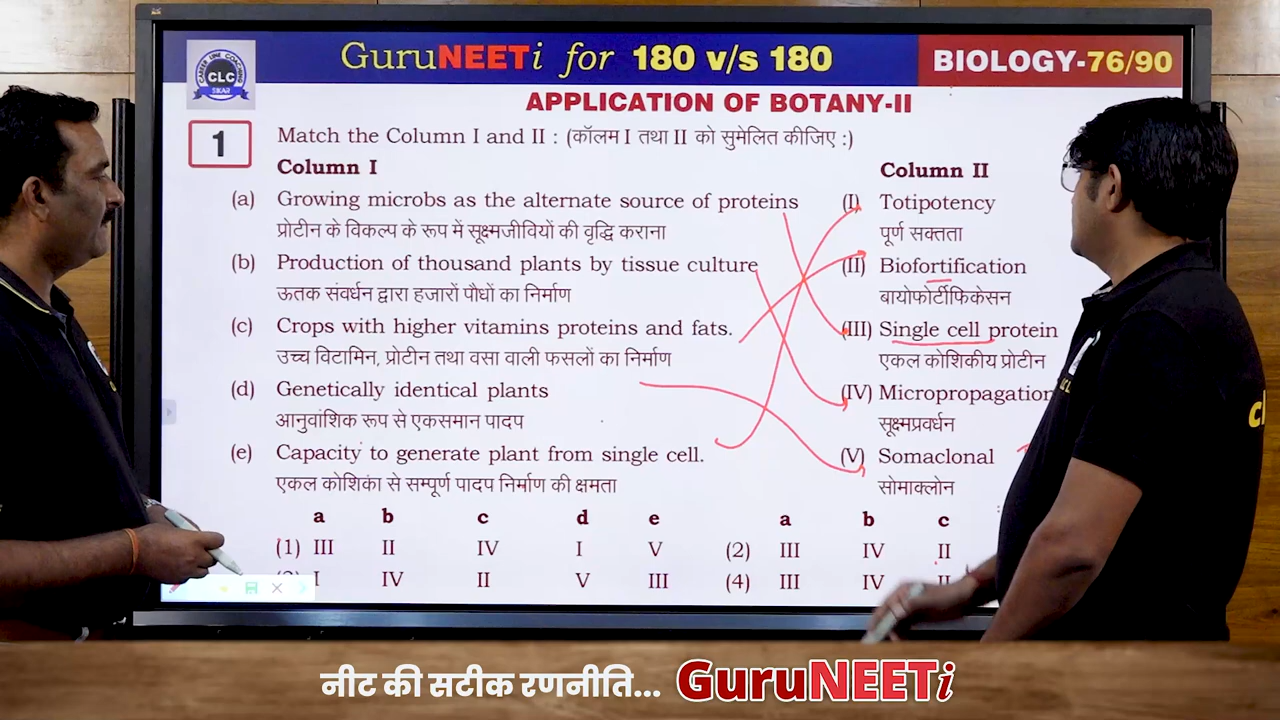 GuruNEETi for 180 v/s 180
BIOLOGY-76/90
CAREER LINE COACHING
CLC
SIKAR
APPLICATION OF BOTANY-II
1
Match the Column I and II : (कॉलम I तथा II को सुमेलित कीजिए :)
Column I Column II
(a) Growing microbs as the alternate source of proteins (I) Totipotency
प्रोटीन के विकल्प के रूप में सूक्ष्मजीवियों की वृद्धि कराना पूर्ण सक्तता
(b) Production of thousand plants by tissue culture (II) Biofortification
ऊतक संवर्धन द्वारा हजारों पौधों का निर्माण बायोफोर्टीफिकेसन
(c) Crops with higher vitamins proteins and fats. (III) Single cell protein
उच्च विटामिन, प्रोटीन तथा वसा वाली फसलों का निर्माण एकल कोशिकीय प्रोटीन
(d) Genetically identical plants (IV) Micropropagation
आनुवांशिक रूप से एकसमान पादप सूक्ष्मप्रवर्धन
(e) Capacity to generate plant from single cell. (V) Somaclonal
एकल कोशिका से सम्पूर्ण पादप निर्माण की क्षमता सोमाक्लोन
a b c d e a b c
(1) III II IV I V (2) III IV II
I IV II V III (4) III IV II
नीट की सटीक रणनीति... GuruNEETi